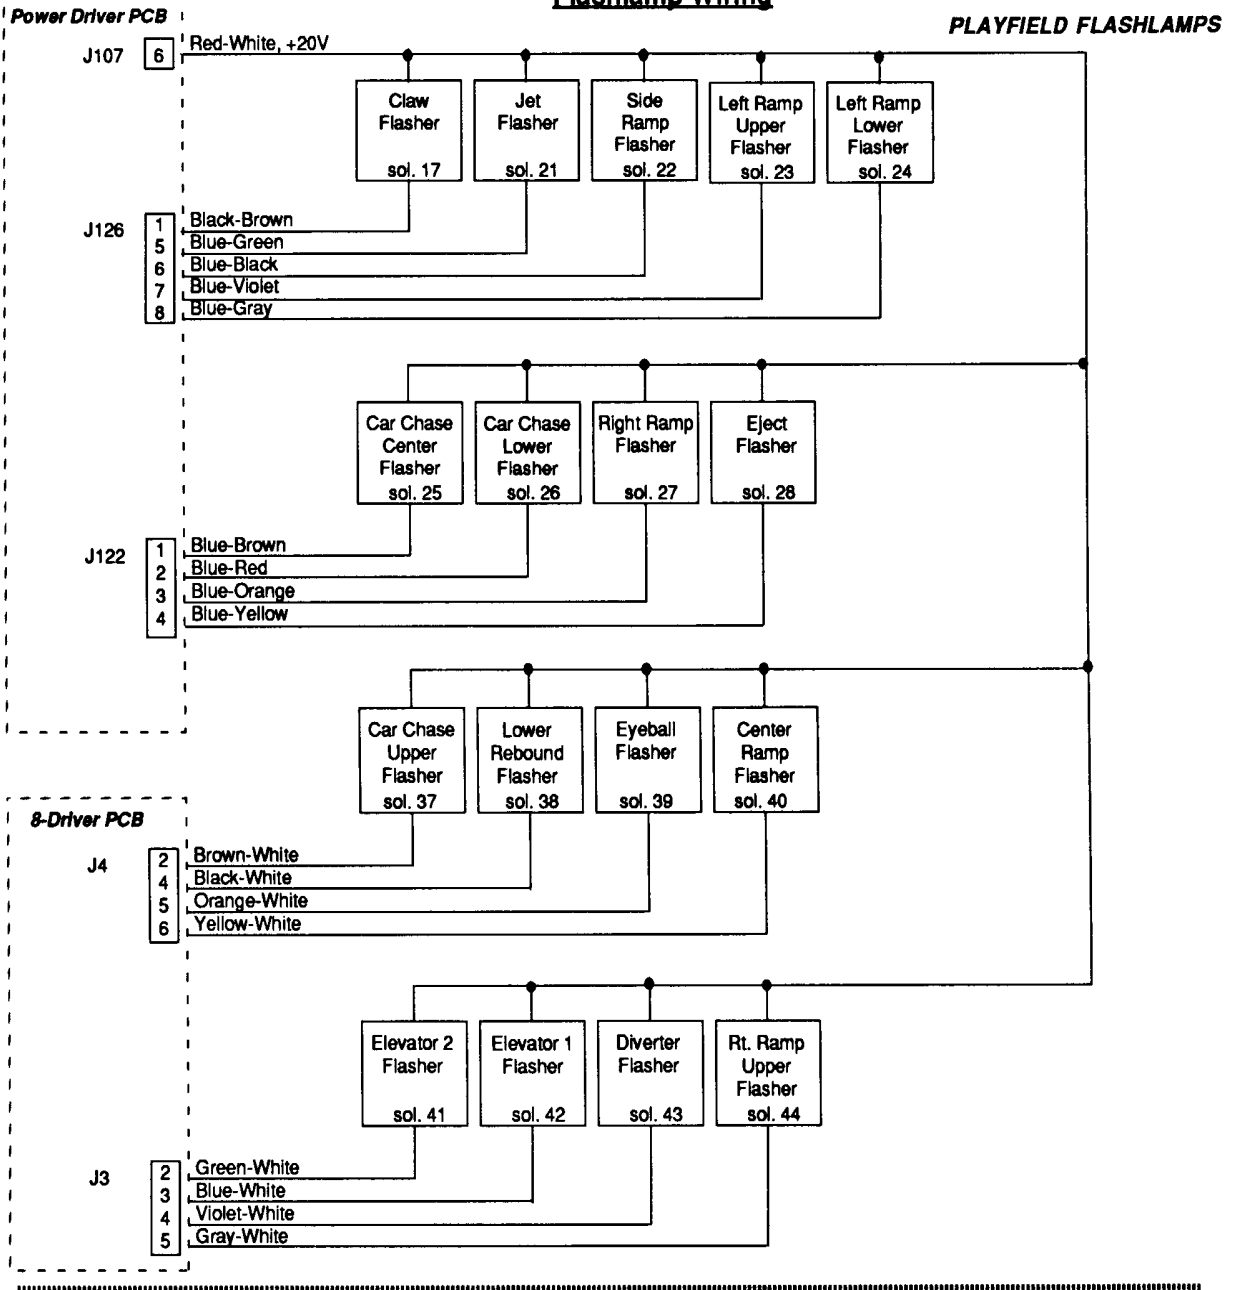 Flashlamp Wiring
Power Driver PCB
PLAYFIELD FLASHLAMPS
J107 6 Red-White, +20V
Claw Flasher sol. 17
Jet Flasher sol. 21
Side Ramp Flasher sol. 22
Left Ramp Upper Flasher sol. 23
Left Ramp Lower Flasher sol. 24
J126
1 Black-Brown
5 Blue-Green
6 Blue-Black
7 Blue-Violet
8 Blue-Gray
Car Chase Center Flasher sol. 25
Car Chase Lower Flasher sol. 26
Right Ramp Flasher sol. 27
Eject Flasher sol. 28
J122
1 Blue-Brown
2 Blue-Red
3 Blue-Orange
4 Blue-Yellow
Car Chase Upper Flasher sol. 37
Lower Rebound Flasher sol. 38
Eyeball Flasher sol. 39
Center Ramp Flasher sol. 40
8-Driver PCB
J4
2 Brown-White
4 Black-White
5 Orange-White
6 Yellow-White
Elevator 2 Flasher sol. 41
Elevator 1 Flasher sol. 42
Diverter Flasher sol. 43
Rt. Ramp Upper Flasher sol. 44
J3
2 Green-White
3 Blue-White
4 Violet-White
5 Gray-White